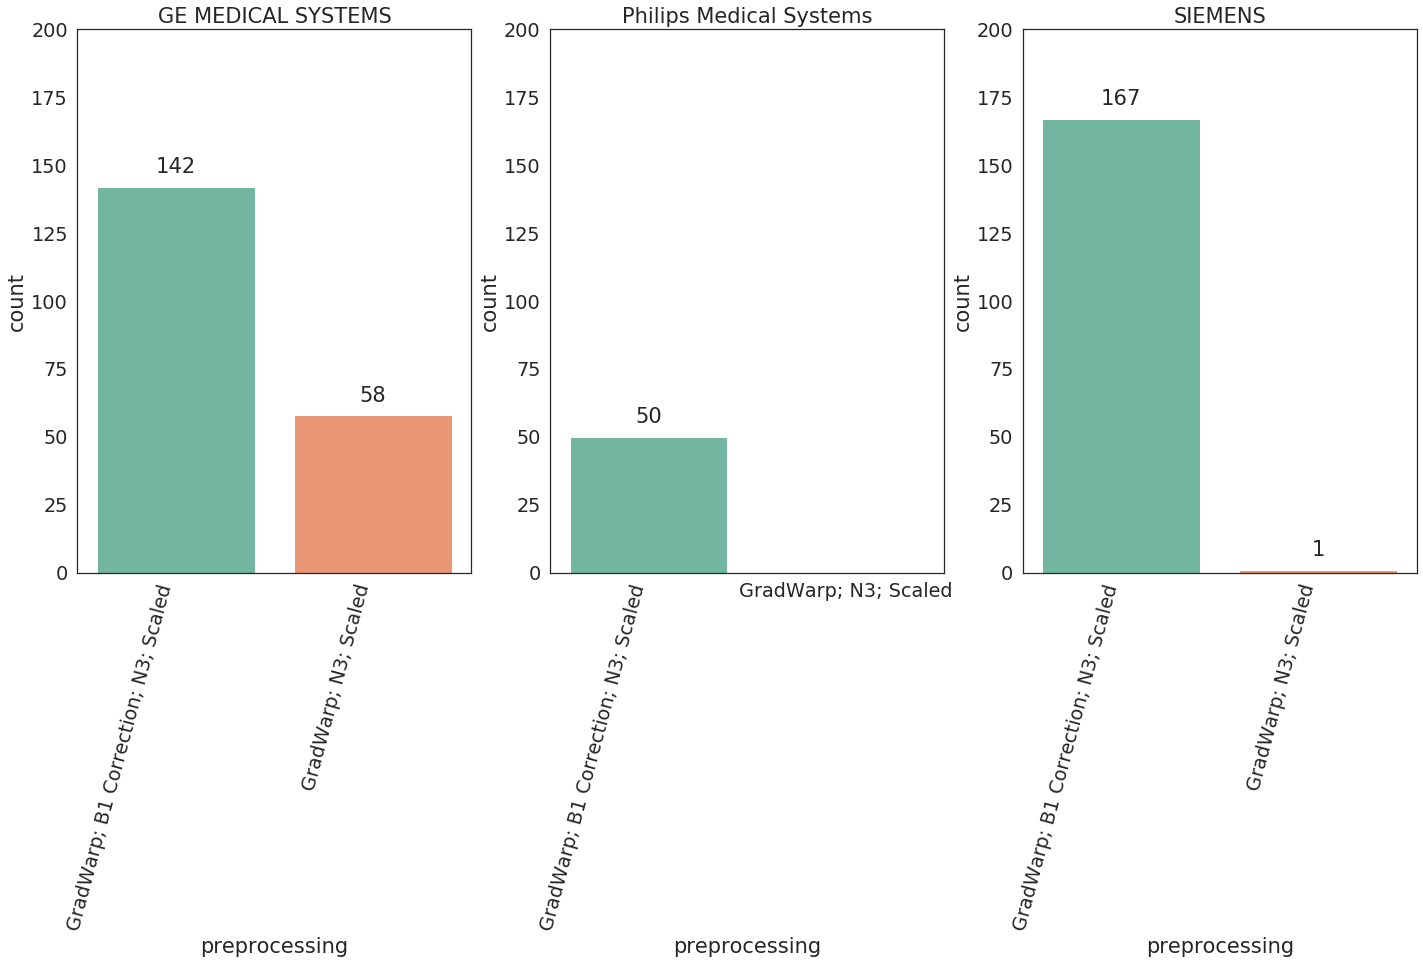 GE MEDICAL SYSTEMS
200
175
150
125
100
75
50
25
0
count
142
58
GradWarp; B1 Correction; N3; Scaled
GradWarp; N3; Scaled
preprocessing
Philips Medical Systems
200
175
150
125
100
75
50
25
0
count
50
GradWarp; B1 Correction; N3; Scaled
GradWarp; N3; Scaled
preprocessing
SIEMENS
200
175
150
125
100
75
50
25
0
count
167
1
GradWarp; B1 Correction; N3; Scaled
GradWarp; N3; Scaled
preprocessing